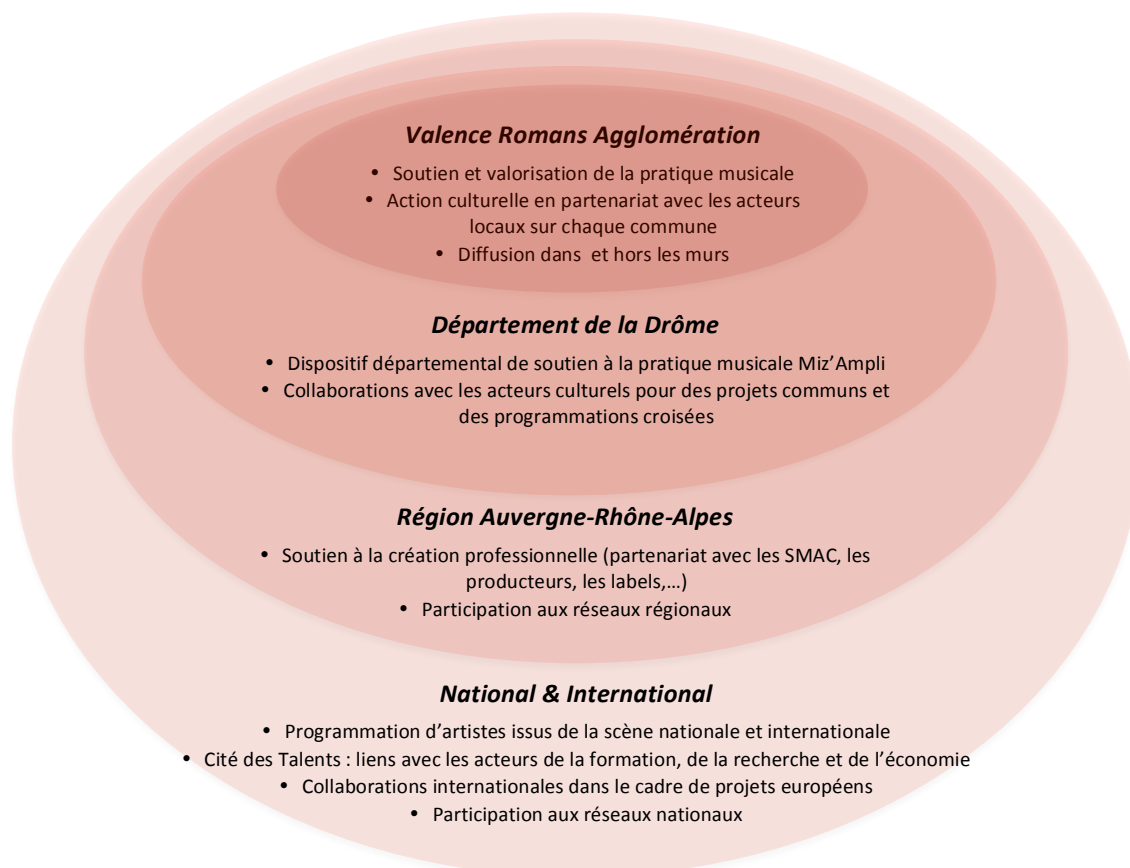 Valence Romans Agglomération
• Soutien et valorisation de la pratique musicale
• Action culturelle en partenariat avec les acteurs
locaux sur chaque commune
• Diffusion dans et hors les murs
Département de la Drôme
• Dispositif départemental de soutien à la pratique musicale Miz’Ampli
• Collaborations avec les acteurs culturels pour des projets communs et
des programmations croisées
Région Auvergne-Rhône-Alpes
• Soutien à la création professionnelle (partenariat avec les SMAC, les
producteurs, les labels,…)
• Participation aux réseaux régionaux
National & International
• Programmation d’artistes issus de la scène nationale et internationale
• Cité des Talents : liens avec les acteurs de la formation, de la recherche et de l’économie
• Collaborations internationales dans le cadre de projets européens
• Participation aux réseaux nationaux